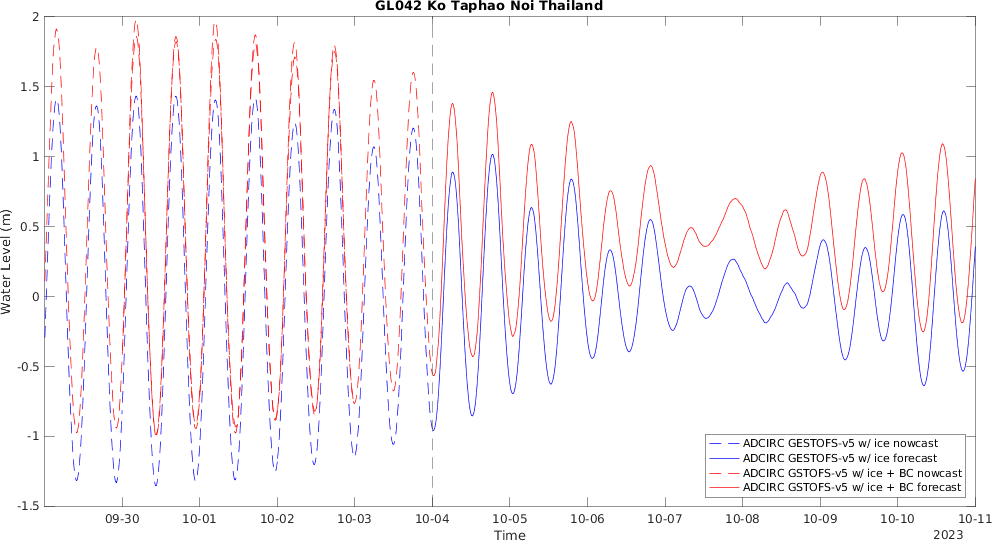 GL042 Ko Taphao Noi Thailand
Water Level (m)
2
1.5
1
0.5
0
-0.5
-1
-1.5
09-30 10-01 10-02 10-03 10-04 10-05 10-06 10-07 10-08 10-09 10-10 10-11
Time
2023
ADCIRC GESTOFS-v5 w/ ice nowcast
ADCIRC GESTOFS-v5 w/ ice forecast
ADCIRC GSTOFS-v5 w/ ice + BC nowcast
ADCIRC GSTOFS-v5 w/ ice + BC forecast